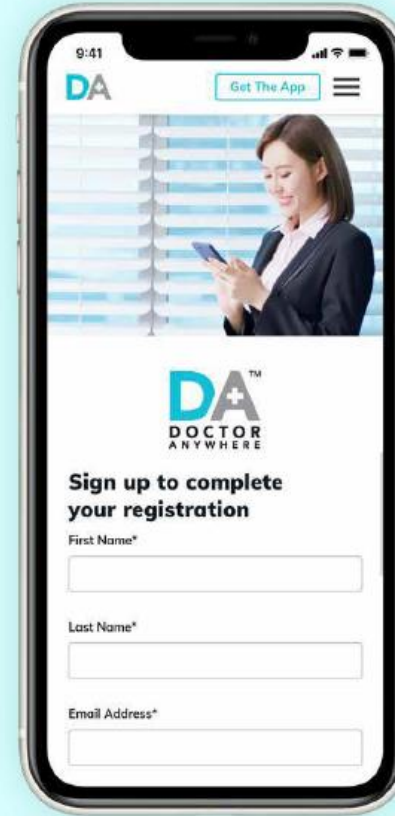 9:41
DA
Get The App
DA™
DOCTOR
ANYWHERE
Sign up to complete
your registration
First Name*
Last Name*
Email Address*